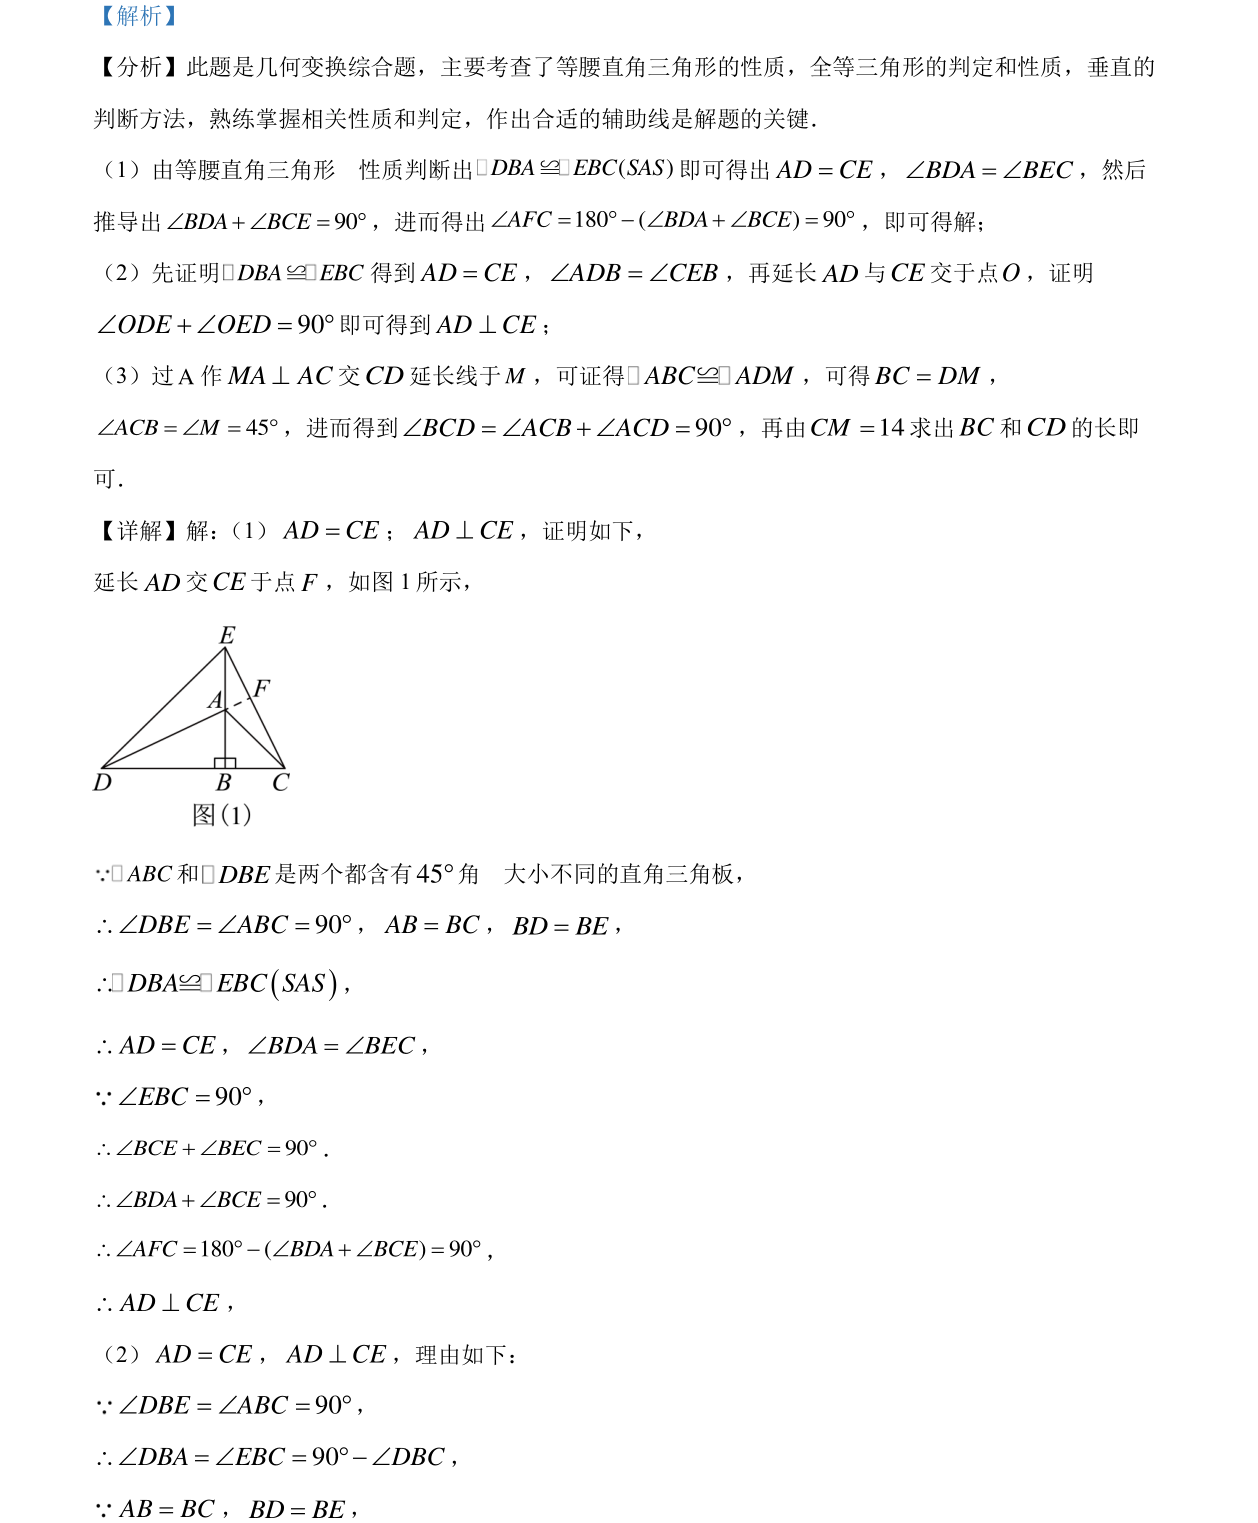 【解析】
【分析】此题是几何变换综合题，主要考查了等腰直角三角形的性质，全等三角形的判定和性质，垂直的
判断方法，熟练掌握相关性质和判定，作出合适的辅助线是解题的关键．
（1）由等腰直角三角形　性质判断出□DBA≌□EBC(SAS)即可得出AD＝CE，∠BDA＝∠BEC，然后
推导出∠BDA＋∠BCE＝90°，进而得出∠AFC＝180°－(∠BDA＋∠BCE)＝90°，即可得解；
（2）先证明□DBA≌□EBC得到AD＝CE，∠ADB＝∠CEB，再延长AD与CE交于点O，证明
∠ODE＋∠OED＝90°即可得到AD⊥CE；
（3）过A作MA⊥AC交CD延长线于M，可证得□ABC≌□ADM，可得BC＝DM，
∠ACB＝∠M＝45°，进而得到∠BCD＝∠ACB＋∠ACD＝90°，再由CM＝14求出BC和CD的长即
可．
【详解】解：（1）AD＝CE；AD⊥CE，证明如下，
延长AD交CE于点F，如图1所示，
E
F
A
D B C
图(1)
∵□ABC和□DBE是两个都含有45°角　大小不同的直角三角板，
∴∠DBE＝∠ABC＝90°，AB＝BC，BD＝BE，
∴□DBA≌□EBC(SAS)，
∴AD＝CE，∠BDA＝∠BEC，
∵∠EBC＝90°，
∴∠BCE＋∠BEC＝90°．
∴∠BDA＋∠BCE＝90°．
∴∠AFC＝180°－(∠BDA＋∠BCE)＝90°，
∴AD⊥CE，
（2）AD＝CE，AD⊥CE，理由如下：
∵∠DBE＝∠ABC＝90°，
∴∠DBA＝∠EBC＝90°－∠DBC，
∵AB＝BC，BD＝BE，